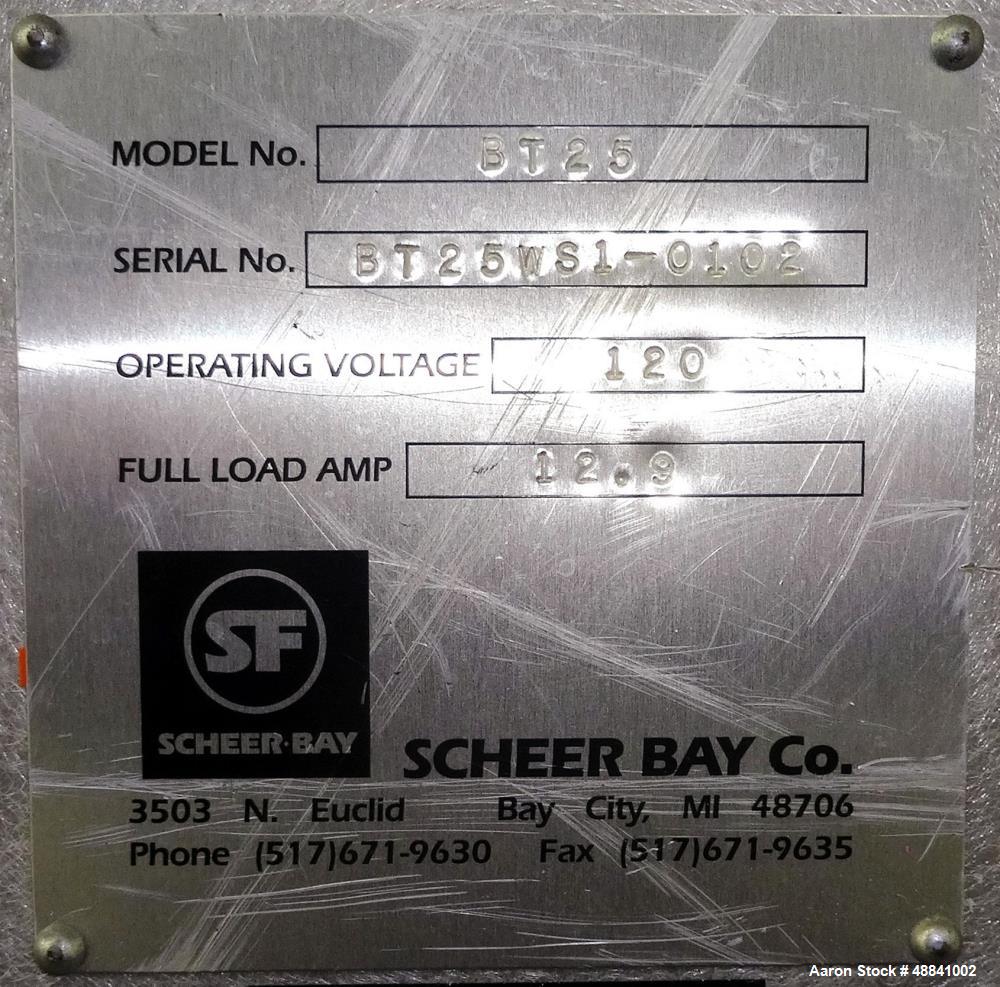 MODEL No. BT25
SERIAL No. BT25WS1-0102
OPERATING VOLTAGE 120
FULL LOAD AMP 12.9
SF
SCHEER·BAY
SCHEER BAY Co.
3503 N. Euclid Bay City, MI 48706
Phone (517)671-9630 Fax (517)671-9635
Aaron Stock # 48841002